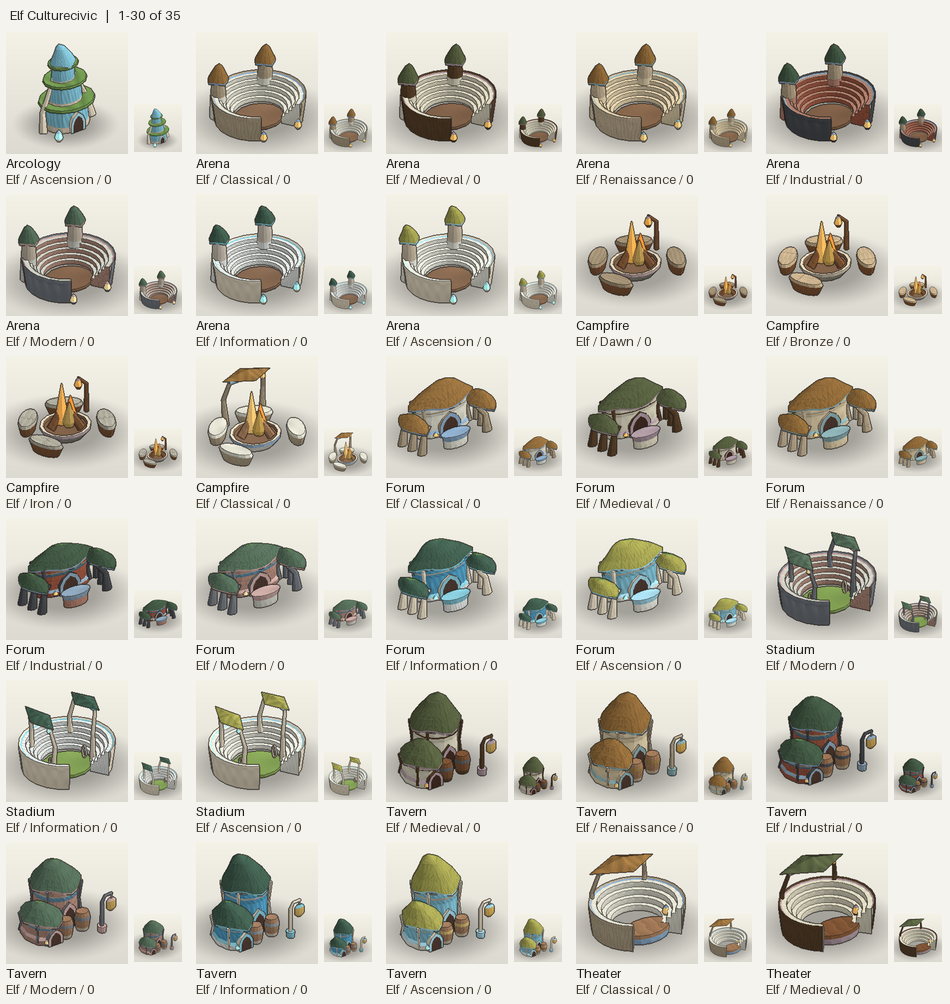 Elf Culturecivic | 1-30 of 35
Arcology
Elf / Ascension / 0
Arena
Elf / Classical / 0
Arena
Elf / Medieval / 0
Arena
Elf / Renaissance / 0
Arena
Elf / Industrial / 0
Arena
Elf / Modern / 0
Arena
Elf / Information / 0
Arena
Elf / Ascension / 0
Campfire
Elf / Dawn / 0
Campfire
Elf / Bronze / 0
Campfire
Elf / Iron / 0
Campfire
Elf / Classical / 0
Forum
Elf / Classical / 0
Forum
Elf / Medieval / 0
Forum
Elf / Renaissance / 0
Forum
Elf / Industrial / 0
Forum
Elf / Modern / 0
Forum
Elf / Information / 0
Forum
Elf / Ascension / 0
Stadium
Elf / Modern / 0
Stadium
Elf / Information / 0
Stadium
Elf / Ascension / 0
Tavern
Elf / Medieval / 0
Tavern
Elf / Renaissance / 0
Tavern
Elf / Industrial / 0
Tavern
Elf / Modern / 0
Tavern
Elf / Information / 0
Tavern
Elf / Ascension / 0
Theater
Elf / Classical / 0
Theater
Elf / Medieval / 0